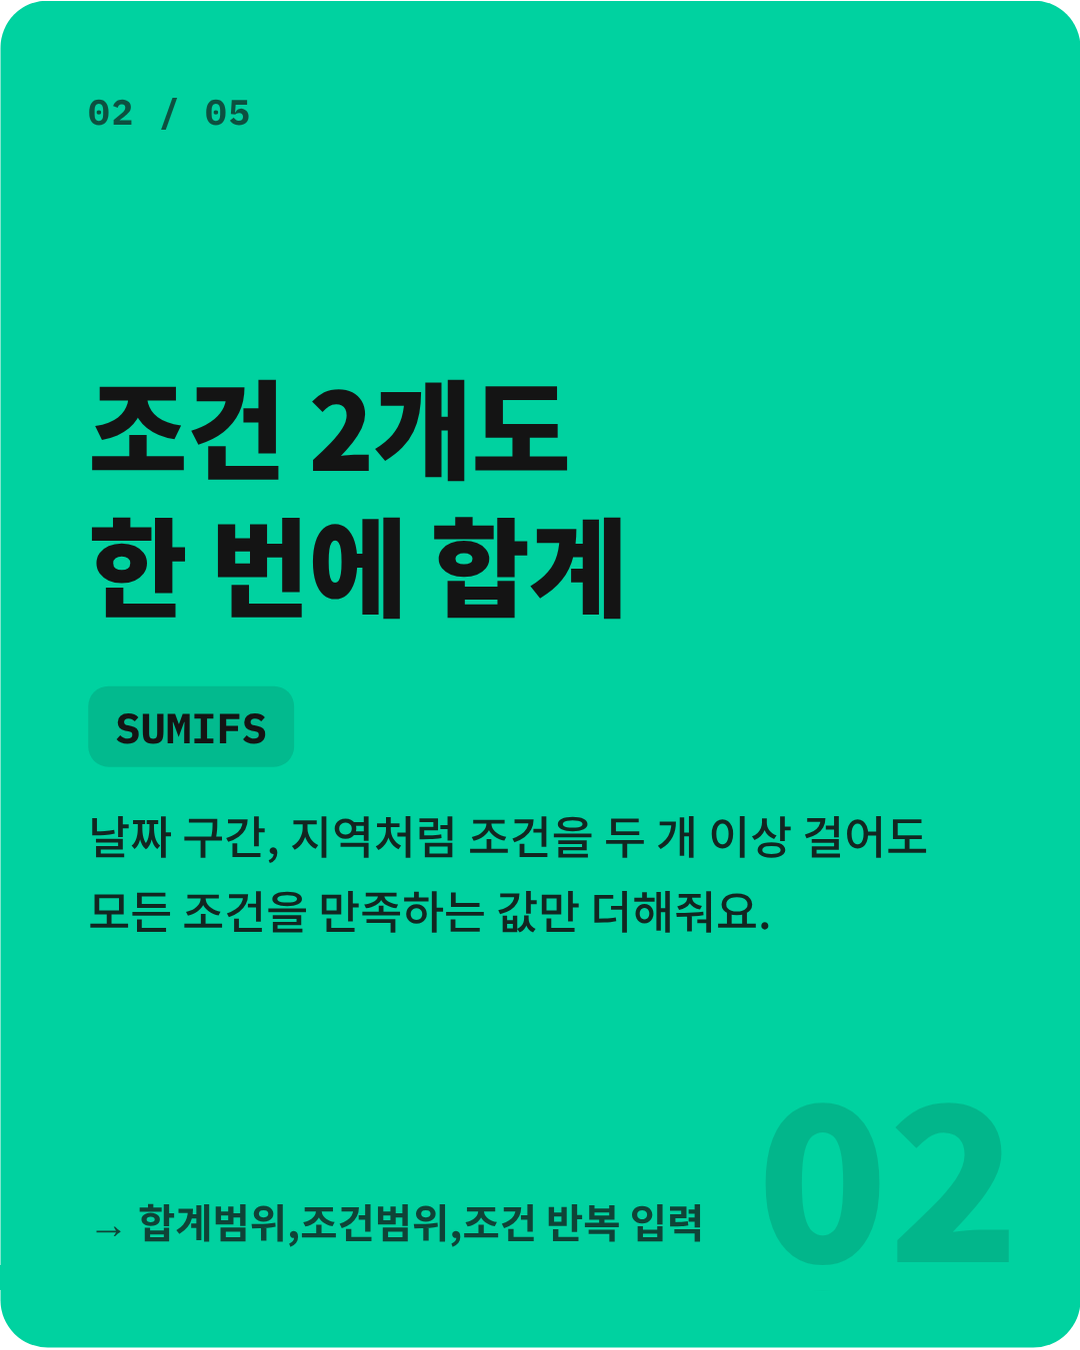 02 / 05
조건 2개도
한 번에 합계
SUMIFS
날짜 구간, 지역처럼 조건을 두 개 이상 걸어도
모든 조건을 만족하는 값만 더해줘요.
→ 합계범위,조건범위,조건 반복 입력
02